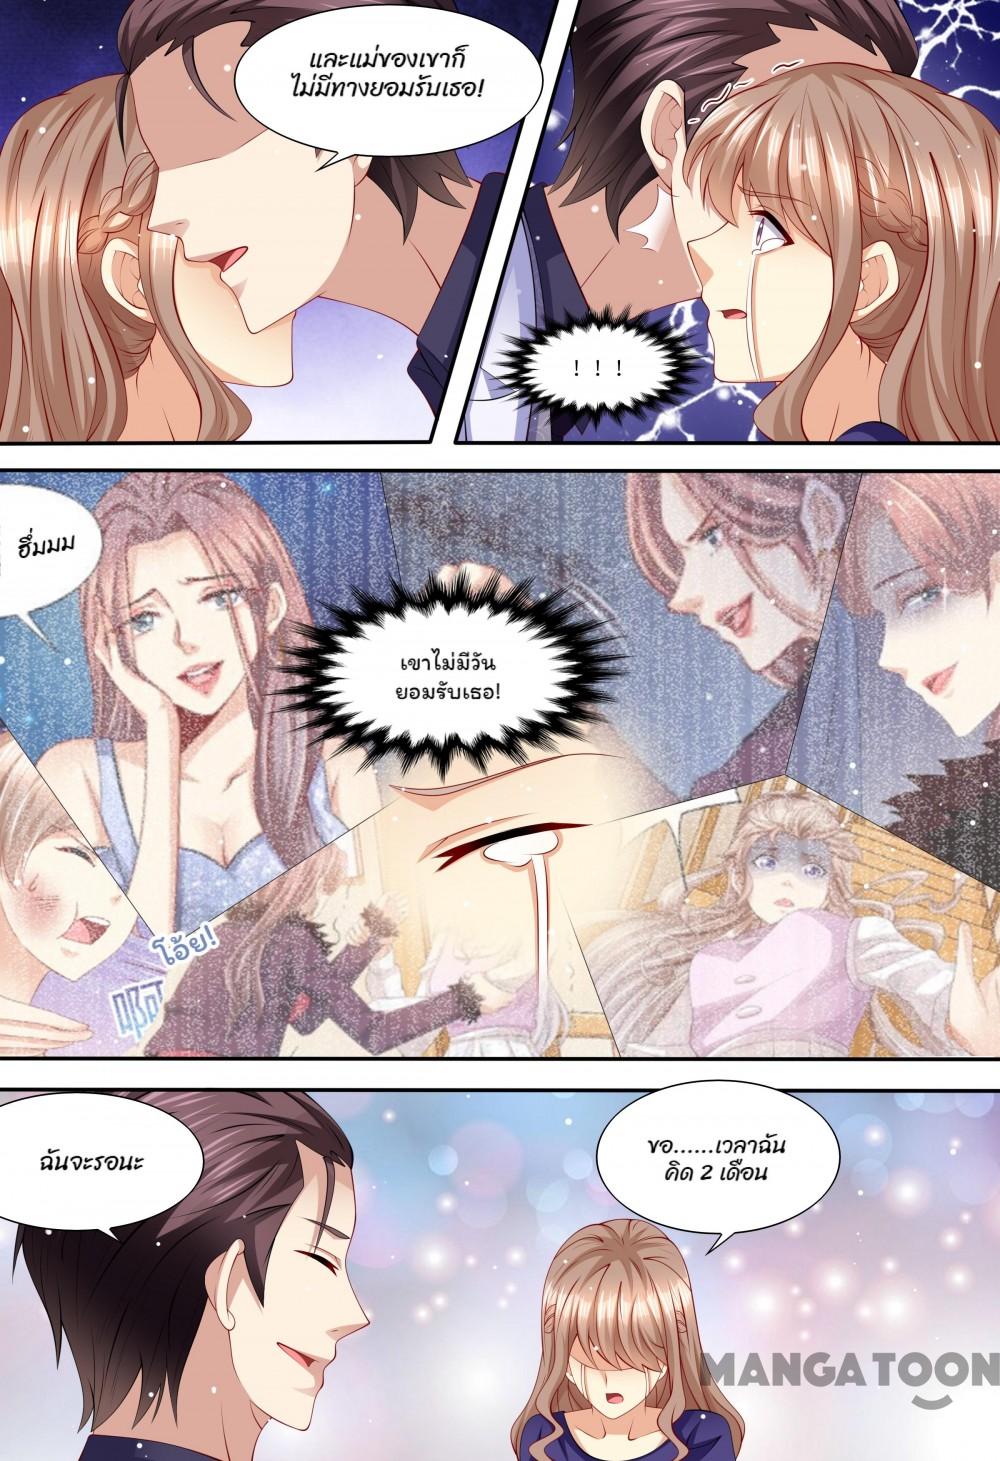 และแม่ของเขาก็
ไม่มีทางยอมรับเธอ!
! ! !
ฮึ่มมม
เขาไม่มีวัน
ยอมรับเธอ!
โอ้ย!
啊
ขอ......เวลาฉัน
คิด 2 เดือน
ฉันจะรอนะ
MANGATOON